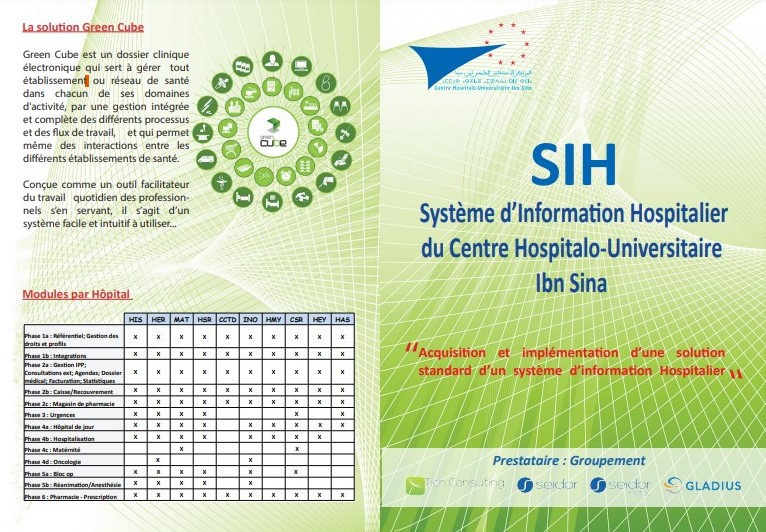 La solution Green Cube
Green Cube est un dossier clinique
électronique qui sert à gérer tout
établissement ou réseau de santé
dans chacun de ses domaines
d'activité, par une gestion intégrée
et complète des différents processus
et des flux de travail, et qui permet
même des interactions entre les
différents établissements de santé.
Conçue comme un outil facilitateur
du travail quotidien des profession-
nels s'en servant, il s'agit d'un
système facile et intuitif à utiliser...
green
cube
Modules par Hôpital
HIS HER MAT HSR CCTD INO HMY CSR HEY HAS
Phase 1a : Référentiel; Gestion des
droits et profils x x x x x x x x x x
Phase 1b : Integrations x x x x x x x x x x
Phase 2a : Gestion IPP;
Consultations ext; Agendas; Dossier
médical; Facturation; Statistiques x x x x x x x x x x
Phase 2b : Caisse/Recouvrement x x x x x x x x x x
Phase 2c : Magasin de pharmacie x x x x x x x x x x
Phase 3 : Urgences x x x x x x
Phase 4a : Hôpital de jour x x x x x x x x x
Phase 4b : Hospitalisation x x x x x x x x
Phase 4c : Maternité x x
Phase 4d : Oncologie x x
Phase 5a : Bloc op x x x x x x
Phase 5b : Réanimation/Anesthésie x x x x x
Phase 6 : Pharmacie - Prescription x x x x x x x x x x
Centre Hospitalo-Universitaire Ibn Sina
SIH
Système d'Information Hospitalier
du Centre Hospitalo-Universitaire
Ibn Sina
"Acquisition et implémentation d'une solution
standard d'un système d'information Hospitalier"
Prestataire : Groupement
Tich Consulting seidor seidor GLADIUS